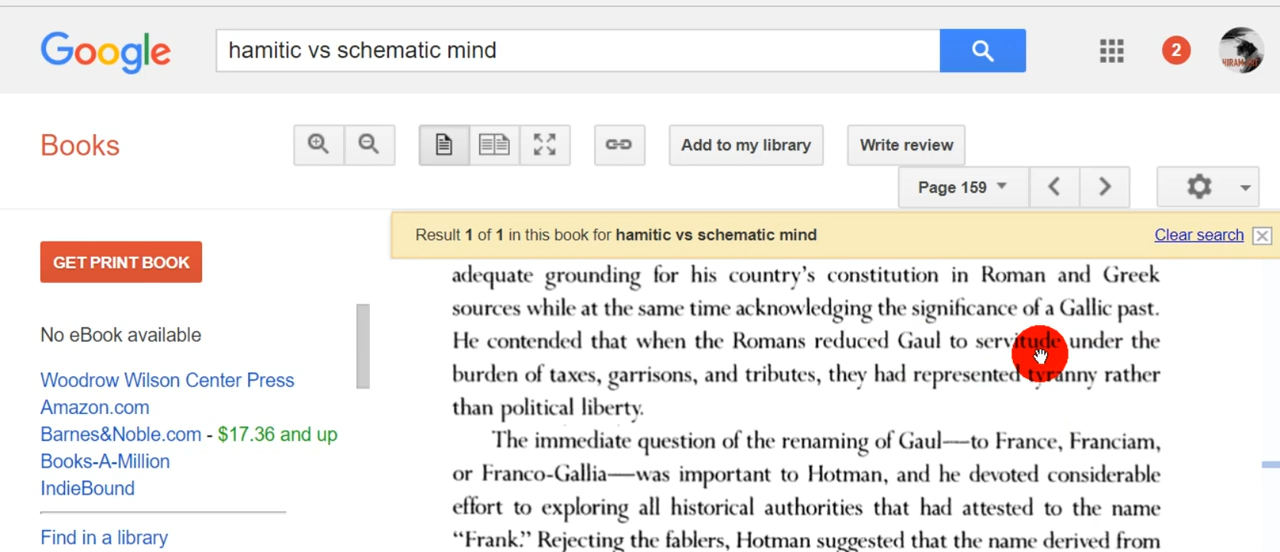 Google
hamitic vs schematic mind
2
Books
Add to my library
Write review
Page 159
Result 1 of 1 in this book for hamitic vs schematic mind
Clear search
GET PRINT BOOK
No eBook available
Woodrow Wilson Center Press
Amazon.com
Barnes&Noble.com - $17.36 and up
Books-A-Million
IndieBound
Find in a library
adequate grounding for his country's constitution in Roman and Greek
sources while at the same time acknowledging the significance of a Gallic past.
He contended that when the Romans reduced Gaul to servitude under the
burden of taxes, garrisons, and tributes, they had represented tyranny rather
than political liberty.
The immediate question of the renaming of Gaul—to France, Franciam,
or Franco-Gallia—was important to Hotman, and he devoted considerable
effort to exploring all historical authorities that had attested to the name
“Frank.” Rejecting the fablers, Hotman suggested that the name derived from